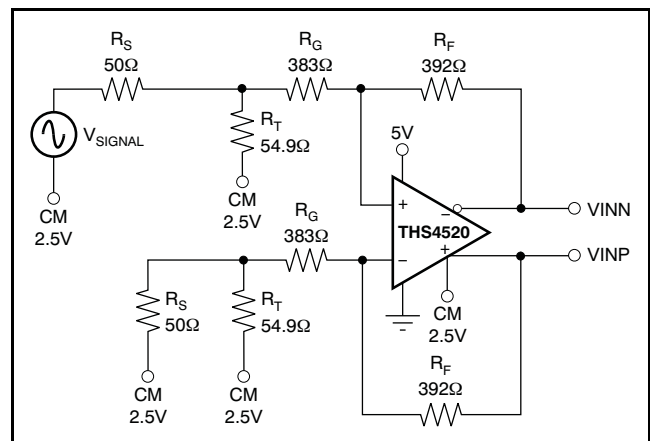 R_S
50Ω
R_G
383Ω
R_F
392Ω
V_SIGNAL
R_T
54.9Ω
5V
CM
2.5V
CM
2.5V
+
−
THS4520
−
+
VINN
VINP
R_G
383Ω
R_S
50Ω
R_T
54.9Ω
CM
2.5V
R_F
392Ω
CM
2.5V
CM
2.5V